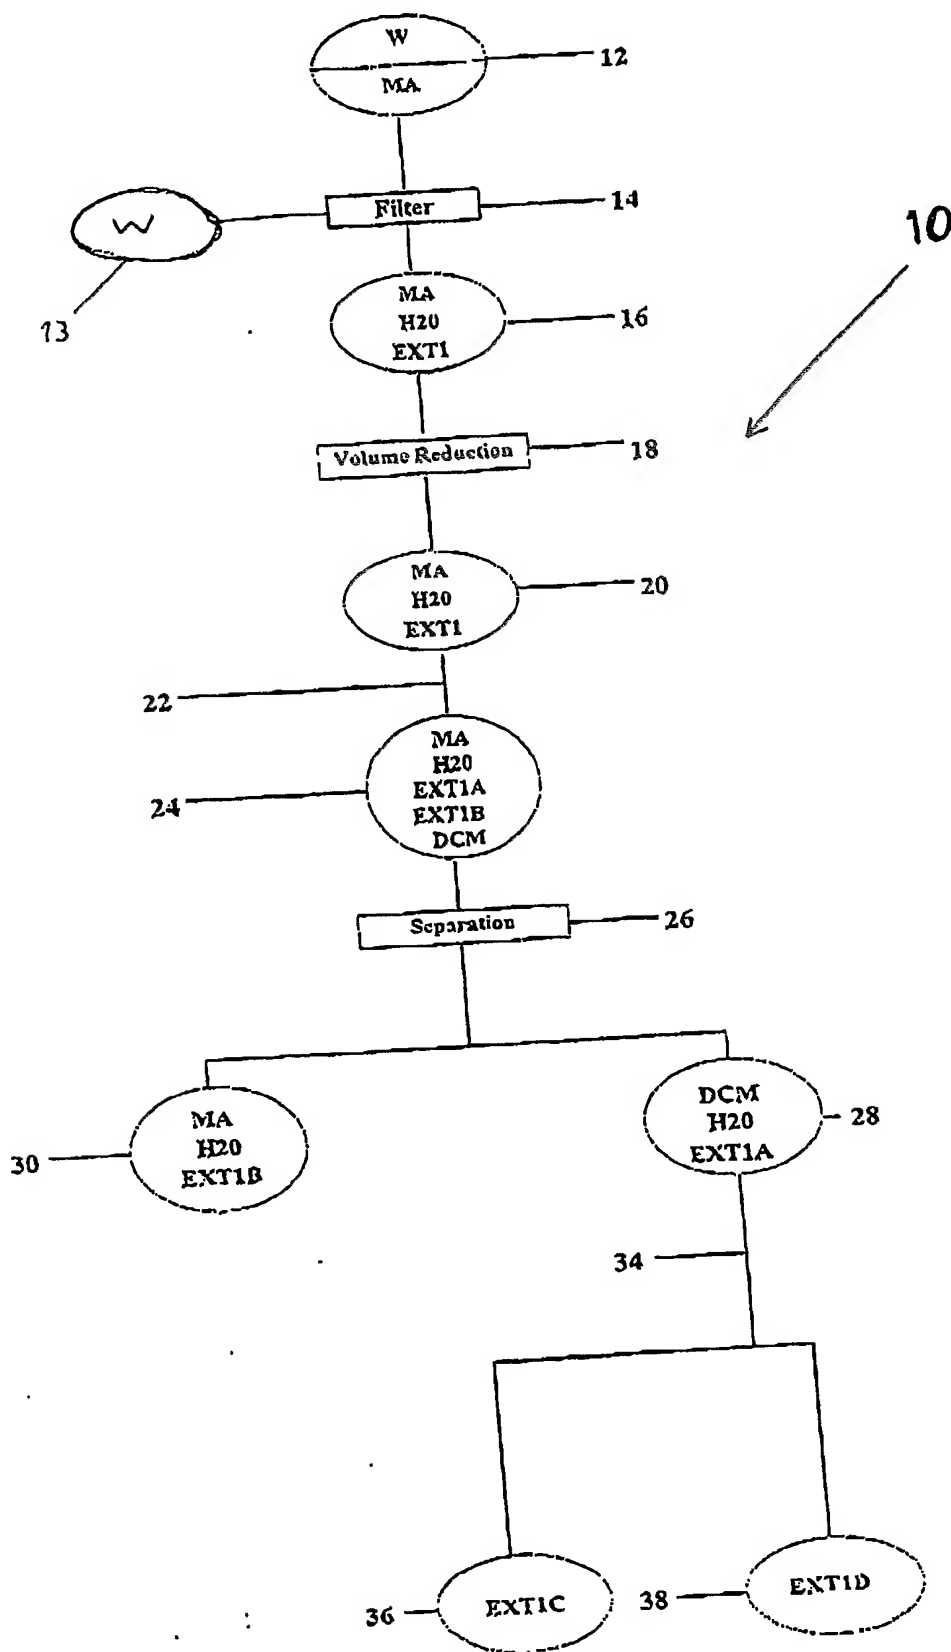 W
12
MA
Filter
14
W
10
13
MA
H20
EXT1
16
Volume Reduction
18
MA
H20
EXT1
20
22
MA
H20
EXT1A
EXT1B
DCM
24
Separation
26
MA
H20
EXT1B
30
DCM
H20
EXT1A
28
34
36
EXT1C
38
EXT1D